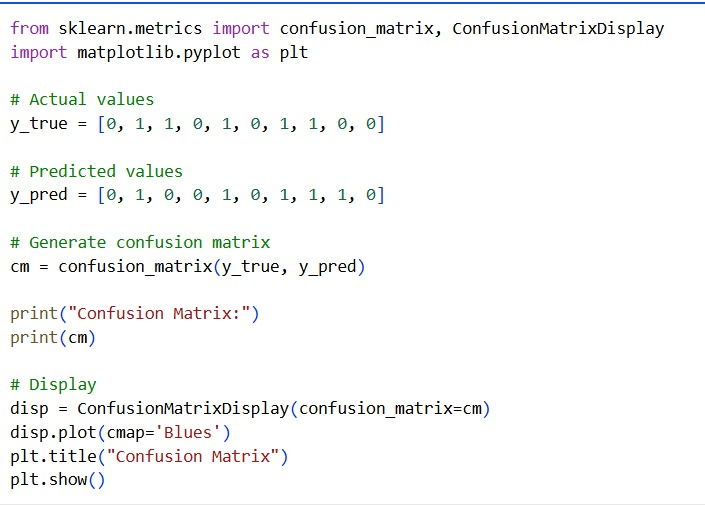 from sklearn.metrics import confusion_matrix, ConfusionMatrixDisplay
import matplotlib.pyplot as plt

# Actual values
y_true = [0, 1, 1, 0, 1, 0, 1, 1, 0, 0]

# Predicted values
y_pred = [0, 1, 0, 0, 1, 0, 1, 1, 1, 0]

# Generate confusion matrix
cm = confusion_matrix(y_true, y_pred)

print("Confusion Matrix:")
print(cm)

# Display
disp = ConfusionMatrixDisplay(confusion_matrix=cm)
disp.plot(cmap='Blues')
plt.title("Confusion Matrix")
plt.show()